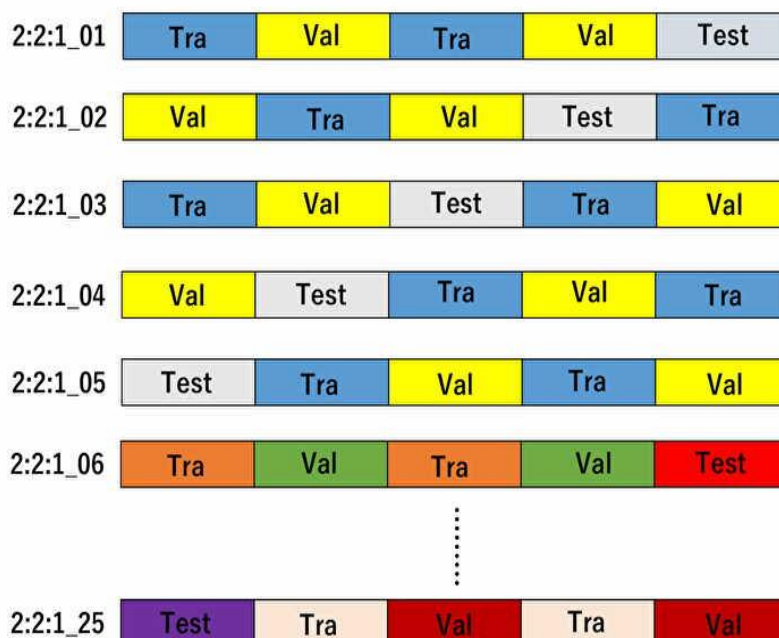 2:2:1_01 Tra Val Tra Val Test
2:2:1_02 Val Tra Val Test Tra
2:2:1_03 Tra Val Test Tra Val
2:2:1_04 Val Test Tra Val Tra
2:2:1_05 Test Tra Val Tra Val
2:2:1_06 Tra Val Tra Val Test
2:2:1_25 Test Tra Val Tra Val